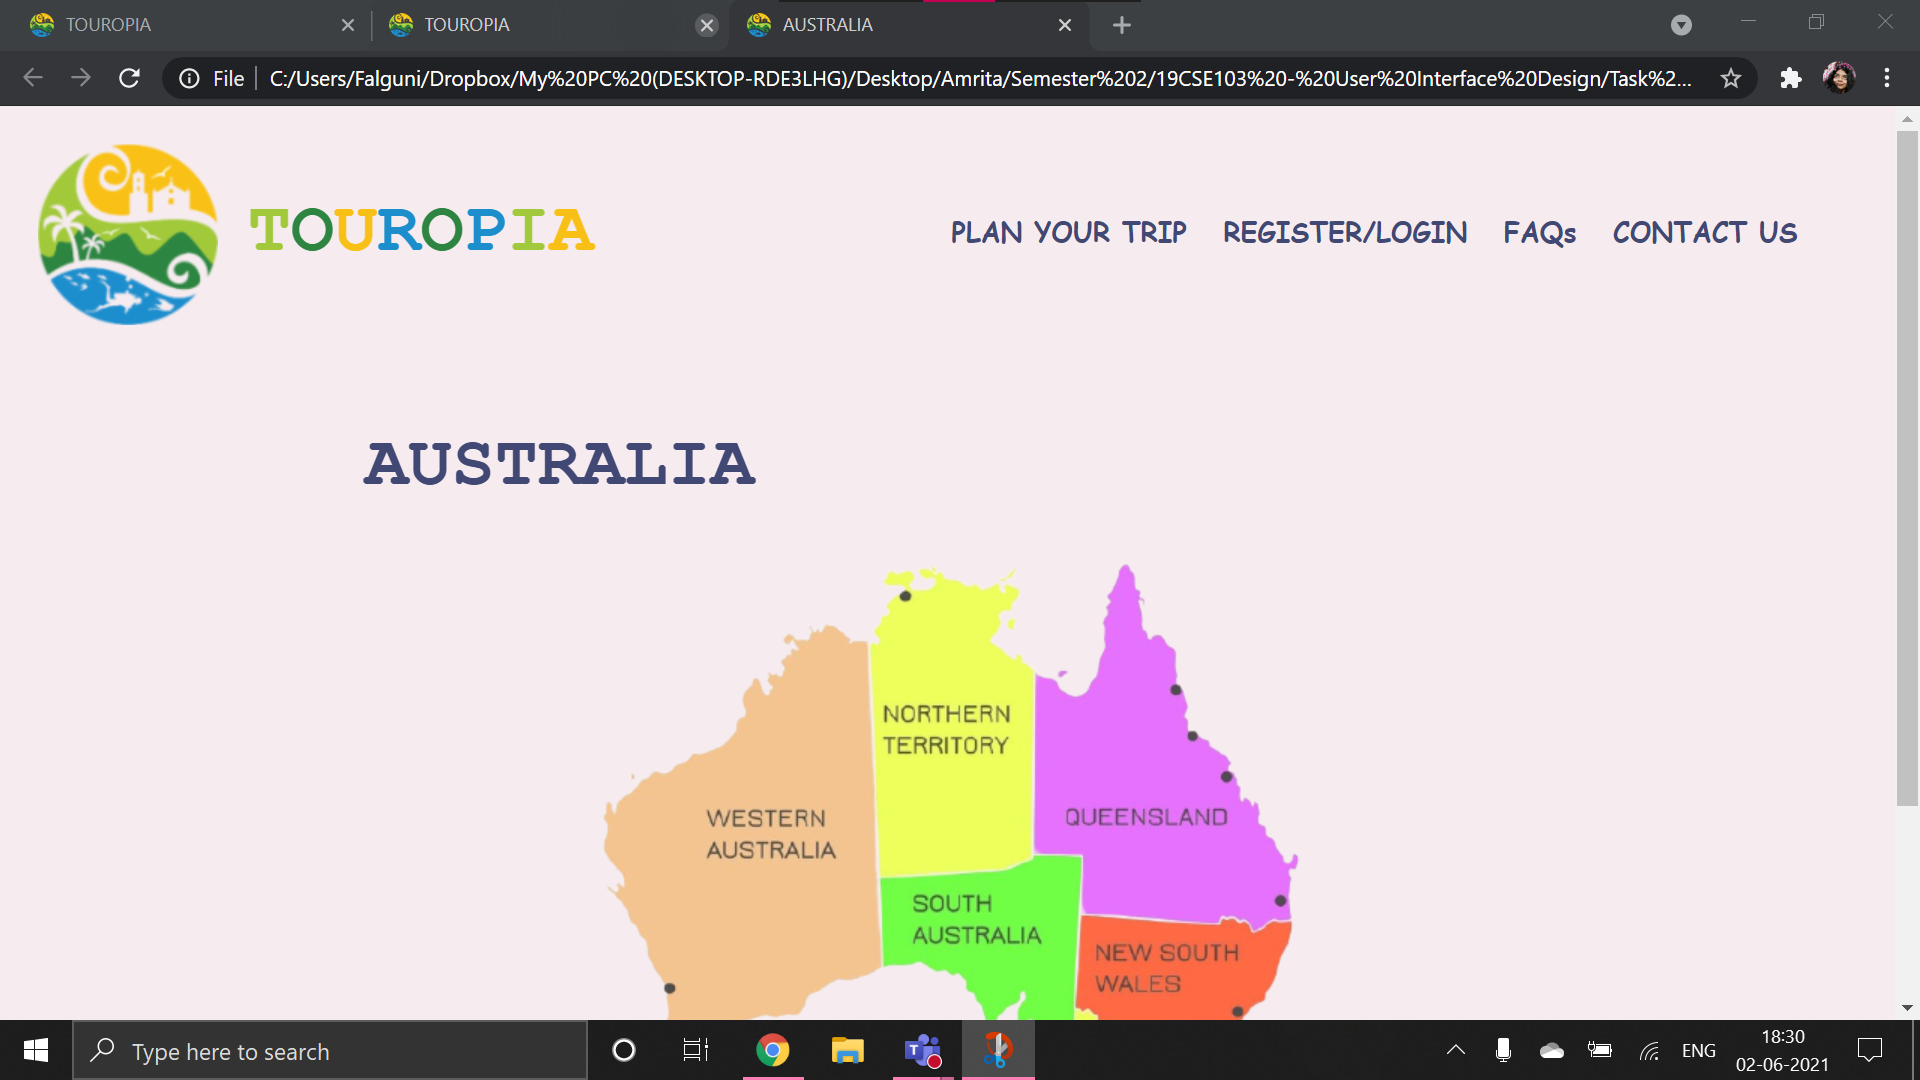 TOUROPIA
TOUROPIA
AUSTRALIA
File
C:/Users/Falguni/Dropbox/My%20PC%20(DESKTOP-RDE3LHG)/Desktop/Amrita/Semester%202/19CSE103%20-%20User%20Interface%20Design/Task%2...
TOUROPIA
PLAN YOUR TRIP
REGISTER/LOGIN
FAQs
CONTACT US
AUSTRALIA
NORTHERN
TERRITORY
WESTERN
AUSTRALIA
QUEENSLAND
SOUTH
AUSTRALIA
NEW SOUTH
WALES
Type here to search
T
ENG
18:30
02-06-2021